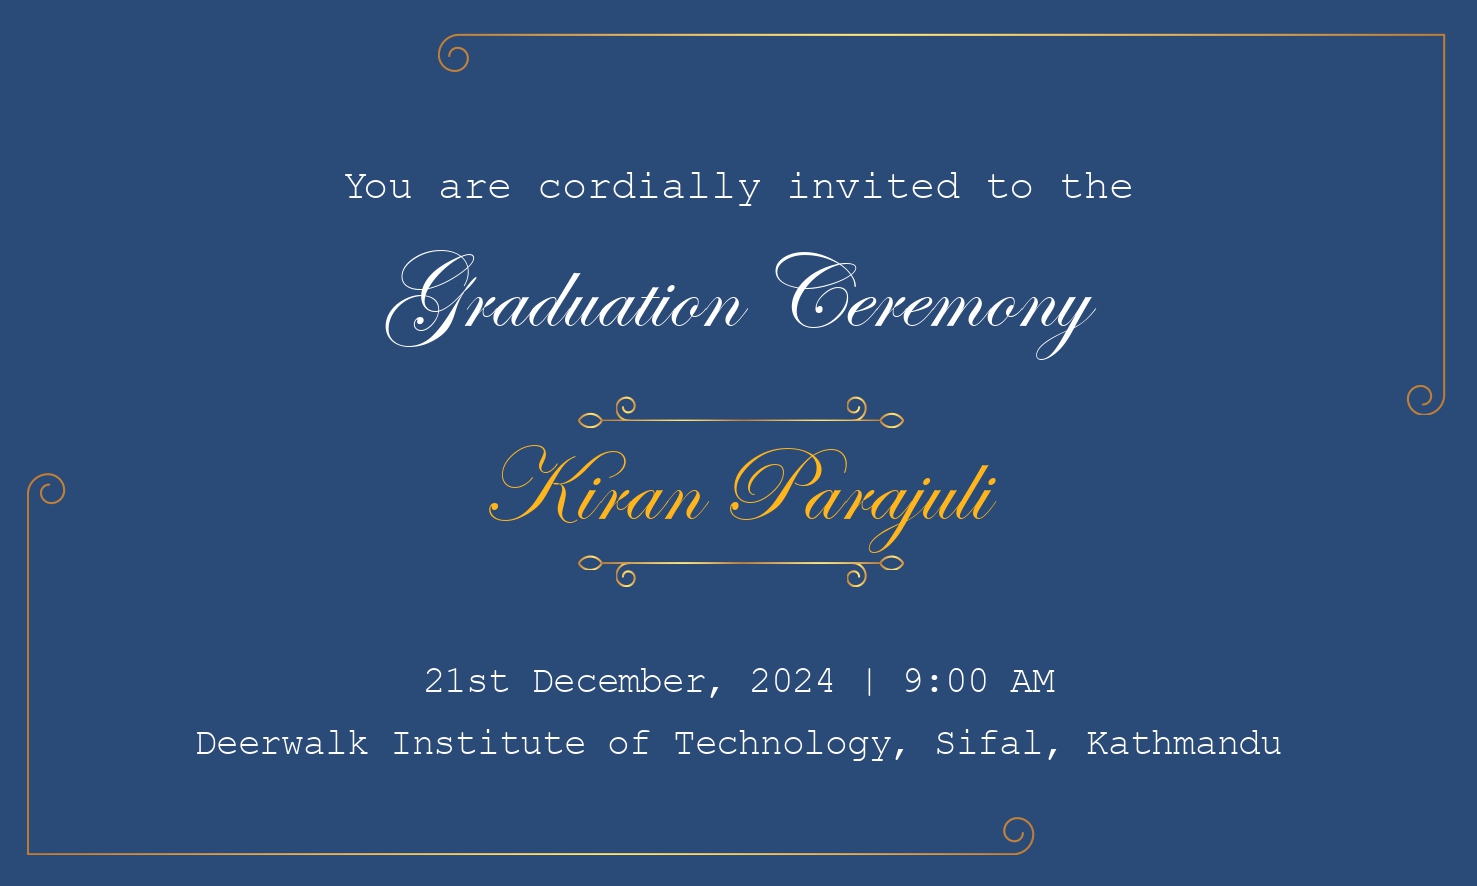 You are cordially invited to the
Graduation Ceremony
Kiran Parajuli
21st December, 2024 | 9:00 AM
Deerwalk Institute of Technology, Sifal, Kathmandu